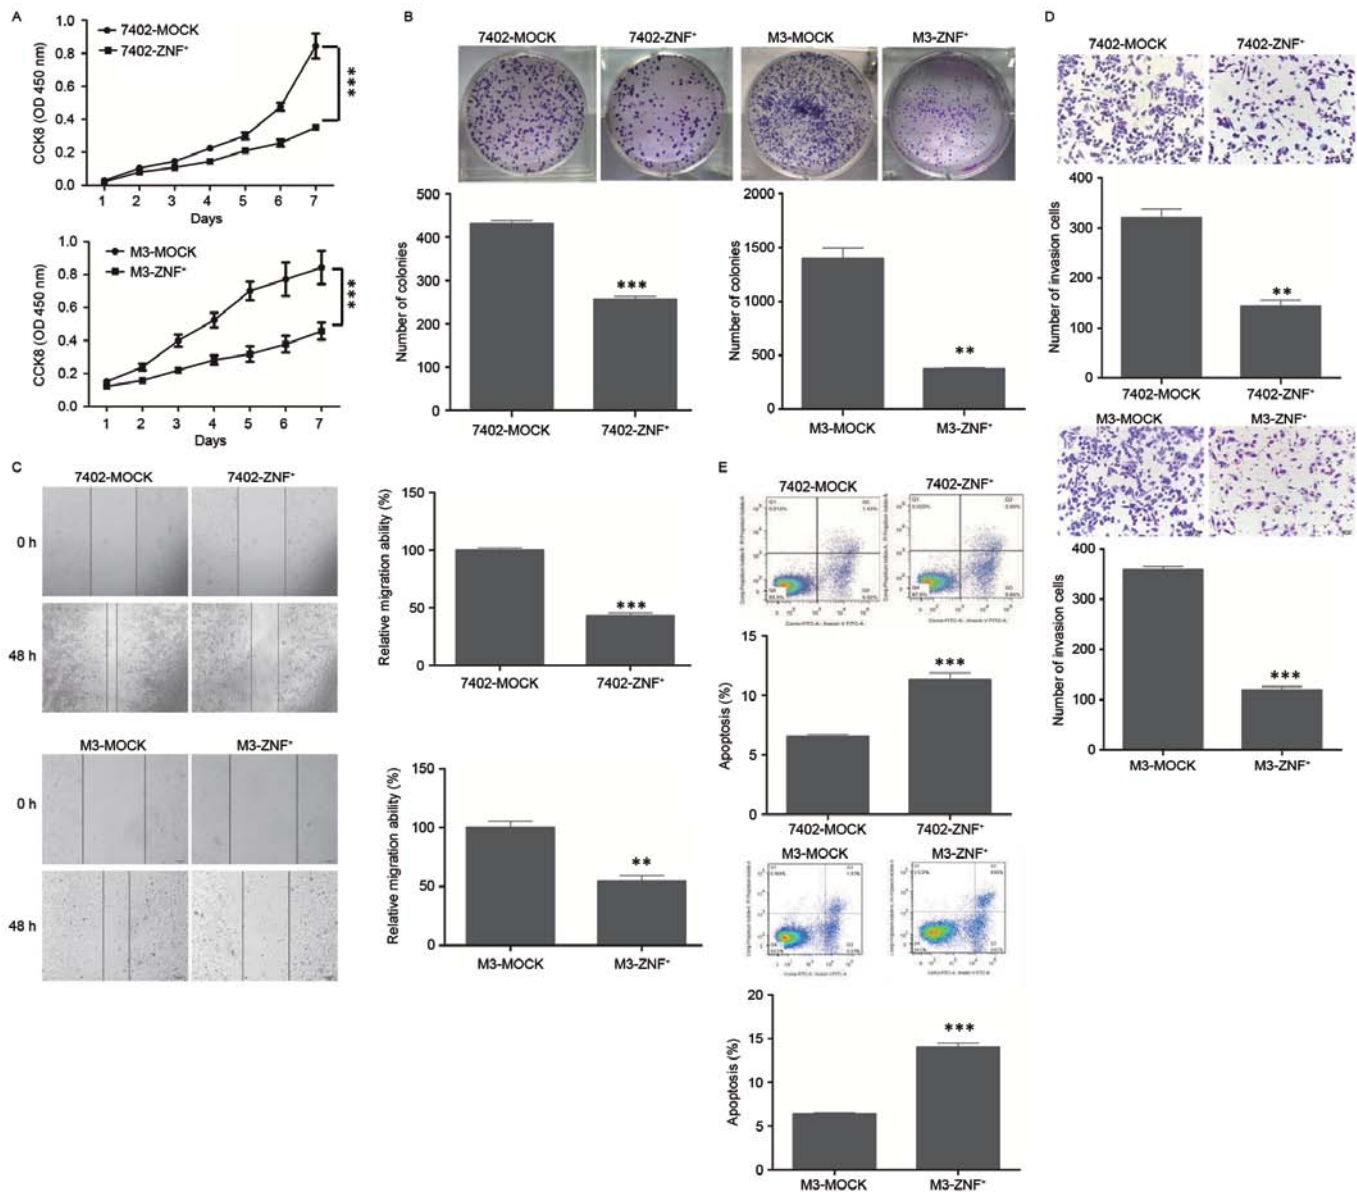 A
1.0
0.8
0.6
0.4
0.2
0.0
CCK8 (OD 450 nm)
7402-MOCK
7402-ZNF⁺
***
1 2 3 4 5 6 7
Days
1.0
0.8
0.6
0.4
0.2
0.0
CCK8 (OD 450 nm)
M3-MOCK
M3-ZNF⁺
***
1 2 3 4 5 6 7
Days
B
7402-MOCK 7402-ZNF⁺ M3-MOCK M3-ZNF⁺
500
400
300
200
100
0
Number of colonies
***
7402-MOCK 7402-ZNF⁺
2000
1500
1000
500
0
Number of colonies
**
M3-MOCK M3-ZNF⁺
C
7402-MOCK 7402-ZNF⁺
0 h
48 h
M3-MOCK M3-ZNF⁺
0 h
48 h
150
100
50
0
Relative migration ability (%)
***
7402-MOCK 7402-ZNF⁺
150
100
50
0
Relative migration ability (%)
**
M3-MOCK M3-ZNF⁺
D
7402-MOCK 7402-ZNF⁺
400
300
200
100
0
Number of invasion cells
**
7402-MOCK 7402-ZNF⁺
M3-MOCK M3-ZNF⁺
400
300
200
100
0
Number of invasion cells
***
M3-MOCK M3-ZNF⁺
E
7402-MOCK 7402-ZNF⁺
15
10
5
0
Apoptosis (%)
***
7402-MOCK 7402-ZNF⁺
M3-MOCK M3-ZNF⁺
20
15
10
5
0
Apoptosis (%)
***
M3-MOCK M3-ZNF⁺